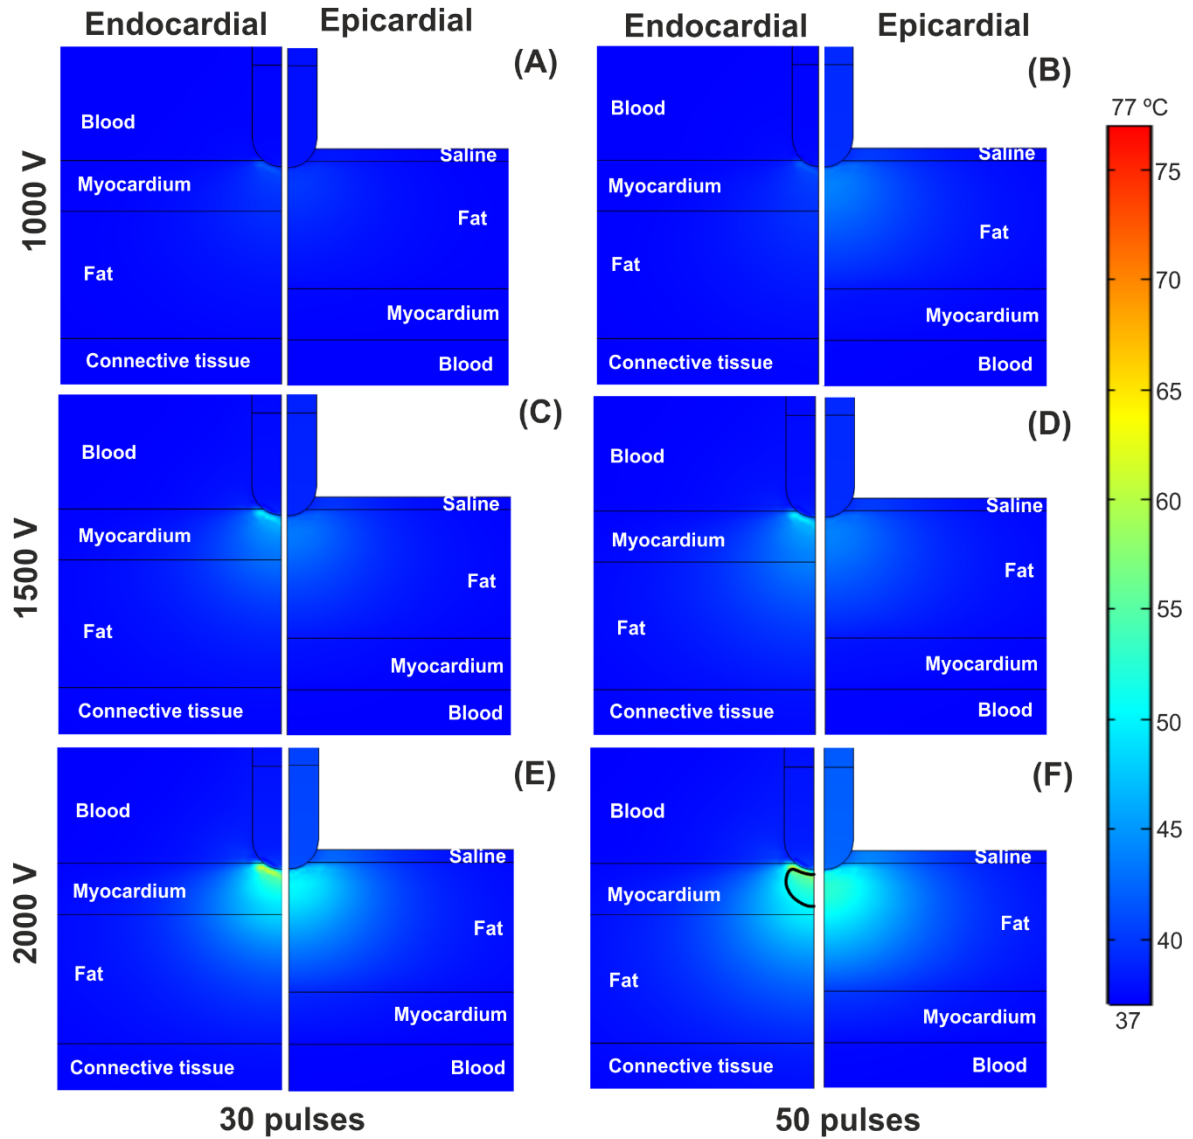 Endocardial Epicardial
Endocardial Epicardial
(A)
(B)
1000 V
Blood
Myocardium
Fat
Connective tissue
Saline
Fat
Myocardium
Blood
Blood
Myocardium
Fat
Connective tissue
Saline
Fat
Myocardium
Blood
(C)
(D)
1500 V
Blood
Myocardium
Fat
Connective tissue
Saline
Fat
Myocardium
Blood
Blood
Myocardium
Fat
Connective tissue
Saline
Fat
Myocardium
Blood
(E)
(F)
2000 V
Blood
Myocardium
Fat
Connective tissue
Saline
Fat
Myocardium
Blood
Blood
Myocardium
Fat
Connective tissue
Saline
Fat
Myocardium
Blood
30 pulses
50 pulses
77 ºC
75
70
65
60
55
50
45
40
37